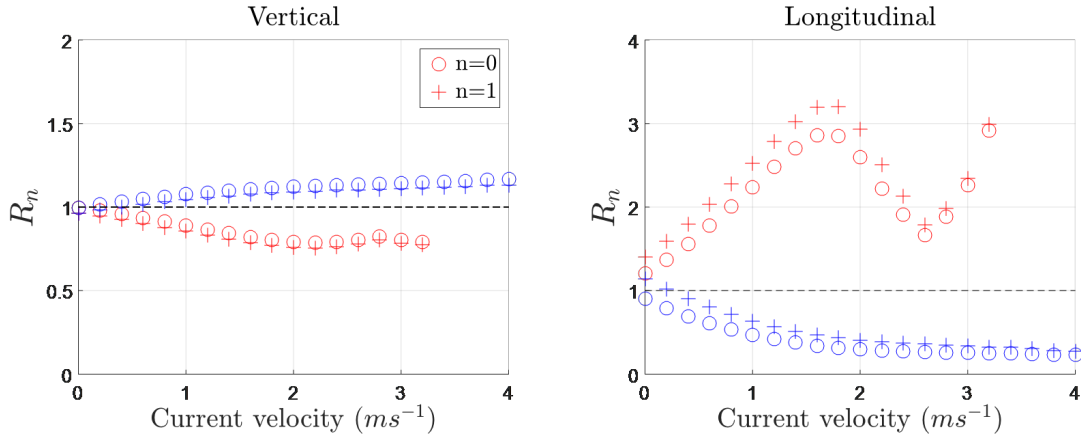 Vertical
2
1.5
1
0.5
0
0 1 2 3 4
R_n
Current velocity (ms^{-1})
n=0
n=1
Longitudinal
4
3
2
1
0
0 1 2 3 4
R_n
Current velocity (ms^{-1})